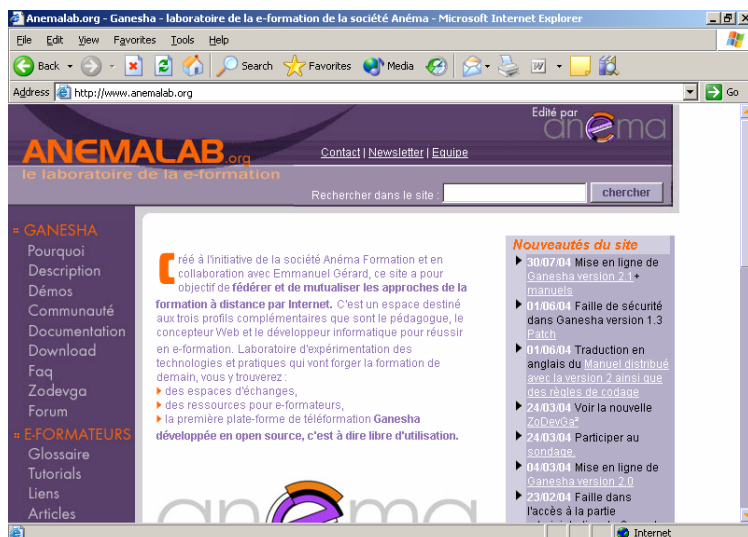 Anemalab.org - Ganesha - laboratoire de la e-formation de la société Anéma - Microsoft Internet Explorer
File Edit View Favorites Tools Help
Back Search Favorites Media
Address http://www.anemalab.org Go
Edité par
anema
ANEMALAB.org
le laboratoire de la e-formation
Contact | Newsletter | Equipe
Rechercher dans le site : chercher
GANESHA
Pourquoi
Description
Démos
Communauté
Documentation
Download
Faq
Zodevga
Forum
E-FORMATEURS
Glossaire
Tutorials
Liens
Articles
Créé à l'initiative de la société Anéma Formation et en
collaboration avec Emmanuel Gérard, ce site a pour
objectif de fédérer et de mutualiser les approches de la
formation à distance par Internet. C'est un espace destiné
aux trois profils complémentaires que sont le pédagogue, le
concepteur Web et le développeur informatique pour réussir
en e-formation. Laboratoire d'expérimentation des
technologies et pratiques qui vont forger la formation de
demain, vous y trouverez :
des espaces d'échanges,
des ressources pour e-formateurs,
la première plate-forme de téléformation Ganesha
développée en open source, c'est à dire libre d'utilisation.
anema
Nouveautés du site
30/07/04 Mise en ligne de
Ganesha version 2.1+
manuels
01/06/04 Faille de sécurité
dans Ganesha version 1.3
Patch
01/06/04 Traduction en
anglais du Manuel distribué
avec la version 2 ainsi que
des règles de codage
24/03/04 Voir la nouvelle
ZoDevGa²
24/03/04 Participer au
sondage.
04/03/04 Mise en ligne de
Ganesha version 2.0
23/02/04 Faille dans
l'accès à la partie
Internet